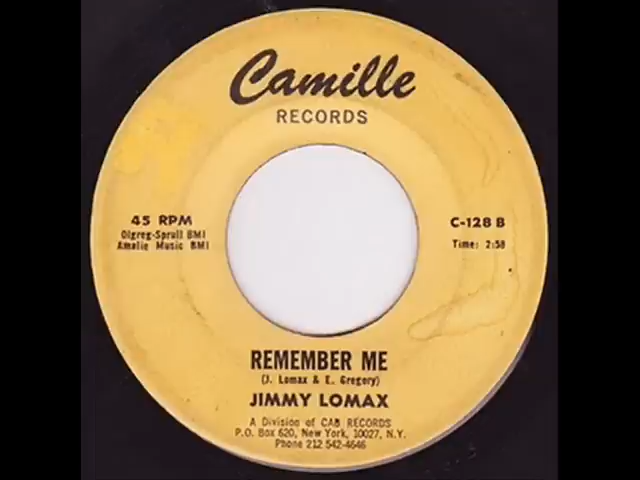 Camille
RECORDS
45 RPM
Olgreg-Sprull BMI
Amelie Music BMI
C-128 B
Time: 2:58
REMEMBER ME
(J. Lomax & E. Gregory)
JIMMY LOMAX
A Division of CAB RECORDS
P.O. Box 620, New York, 10027, N.Y.
Phone 212 542-4646